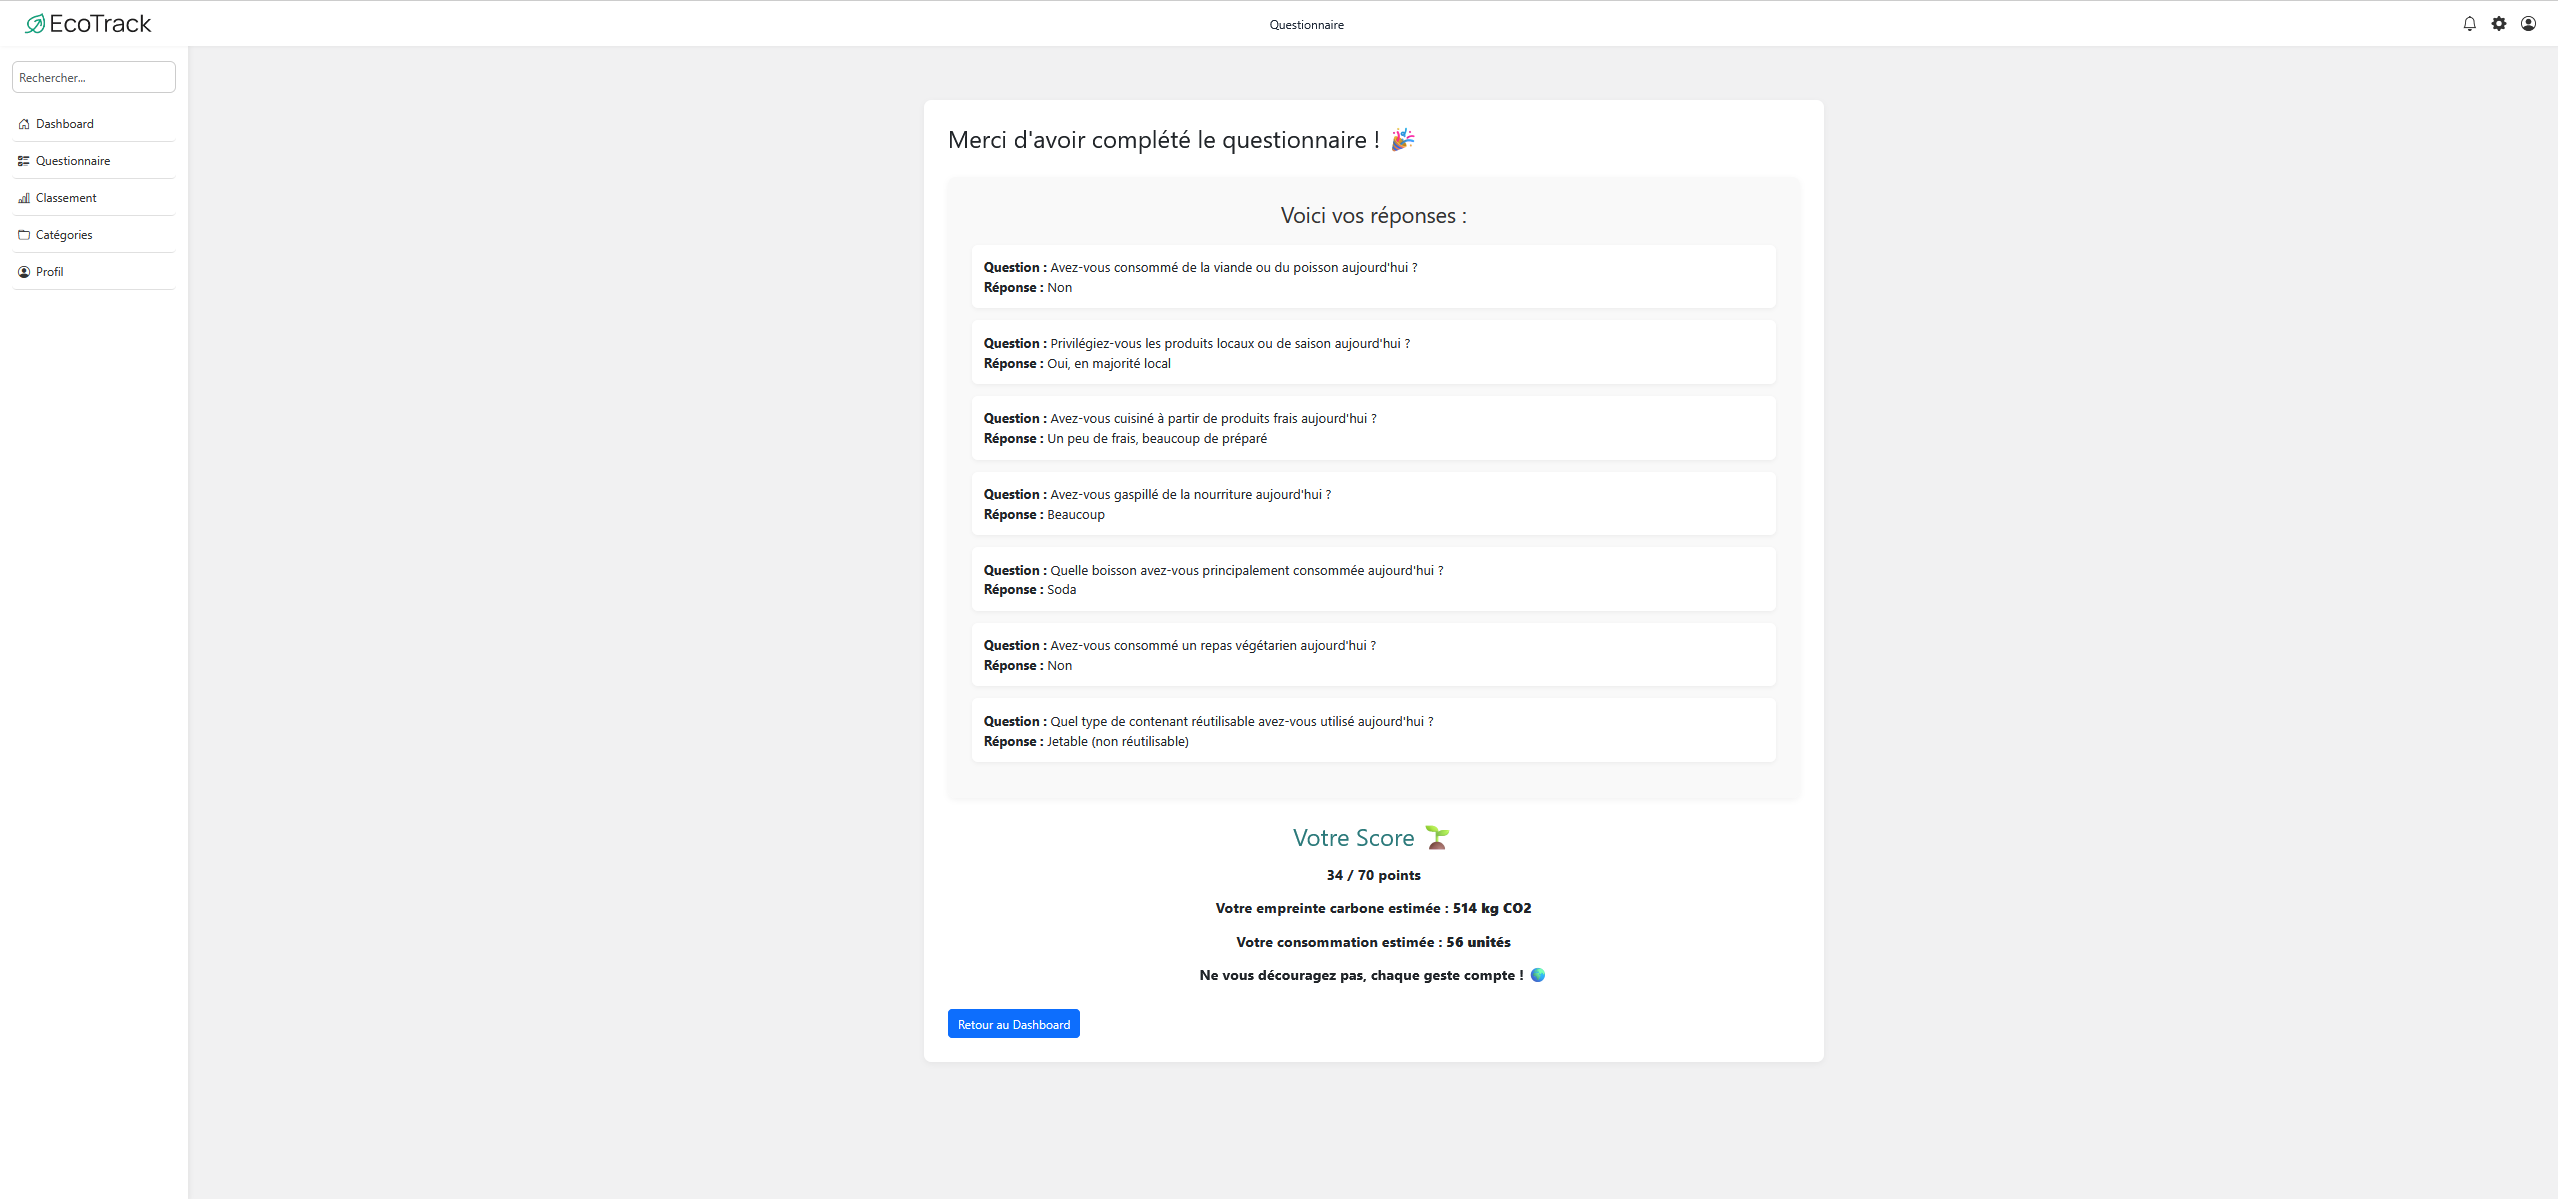 EcoTrack
Questionnaire
Rechercher...
Dashboard
Questionnaire
Classement
Catégories
Profil
Merci d'avoir complété le questionnaire ! 🎉
Voici vos réponses :
Question : Avez-vous consommé de la viande ou du poisson aujourd'hui ?
Réponse : Non
Question : Privilégiez-vous les produits locaux ou de saison aujourd'hui ?
Réponse : Oui, en majorité local
Question : Avez-vous cuisiné à partir de produits frais aujourd'hui ?
Réponse : Un peu de frais, beaucoup de préparé
Question : Avez-vous gaspillé de la nourriture aujourd'hui ?
Réponse : Beaucoup
Question : Quelle boisson avez-vous principalement consommée aujourd'hui ?
Réponse : Soda
Question : Avez-vous consommé un repas végétarien aujourd'hui ?
Réponse : Non
Question : Quel type de contenant réutilisable avez-vous utilisé aujourd'hui ?
Réponse : Jetable (non réutilisable)
Votre Score 🌱
34 / 70 points
Votre empreinte carbone estimée : 514 kg CO2
Votre consommation estimée : 56 unités
Ne vous découragez pas, chaque geste compte ! 🌍
Retour au Dashboard